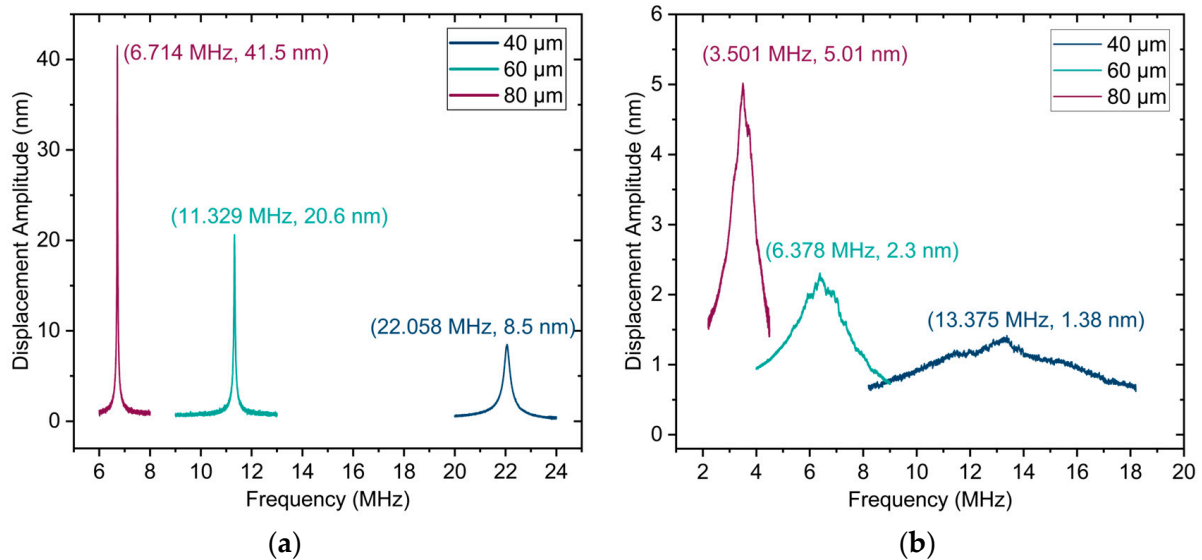 (6.714 MHz, 41.5 nm)
40 µm
60 µm
80 µm
(11.329 MHz, 20.6 nm)
(22.058 MHz, 8.5 nm)
Displacement Amplitude (nm)
40
30
20
10
0
6 8 10 12 14 16 18 20 22 24
Frequency (MHz)
(a)
(3.501 MHz, 5.01 nm)
40 µm
60 µm
80 µm
(6.378 MHz, 2.3 nm)
(13.375 MHz, 1.38 nm)
Displacement Amplitude (nm)
6
5
4
3
2
1
0
2 4 6 8 10 12 14 16 18 20
Frequency (MHz)
(b)